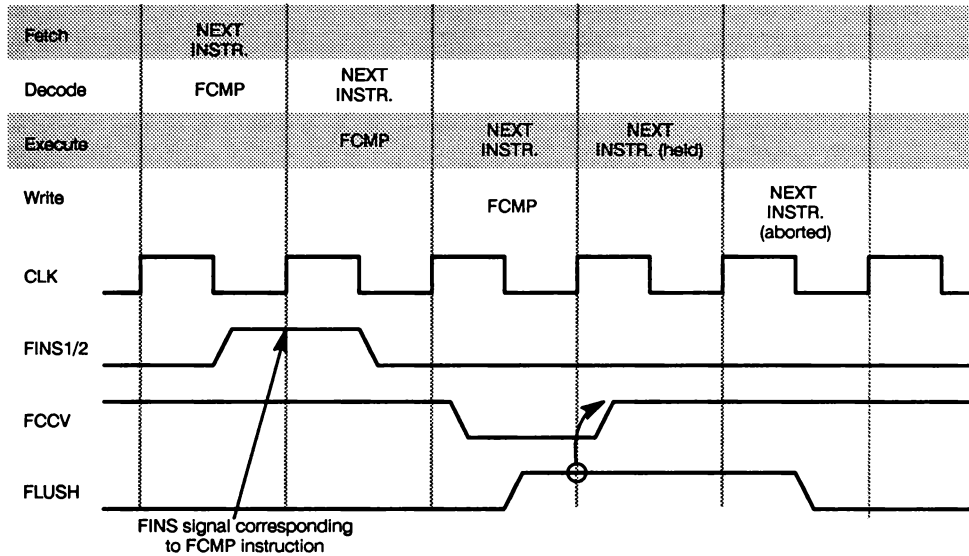 Fetch
NEXT
INSTR.
Decode
FCMP
NEXT
INSTR.
Execute
FCMP
NEXT
INSTR.
NEXT
INSTR. (held)
Write
FCMP
NEXT
INSTR.
(aborted)
CLK
FINS1/2
FCCV
FLUSH
FINS signal corresponding
to FCMP instruction